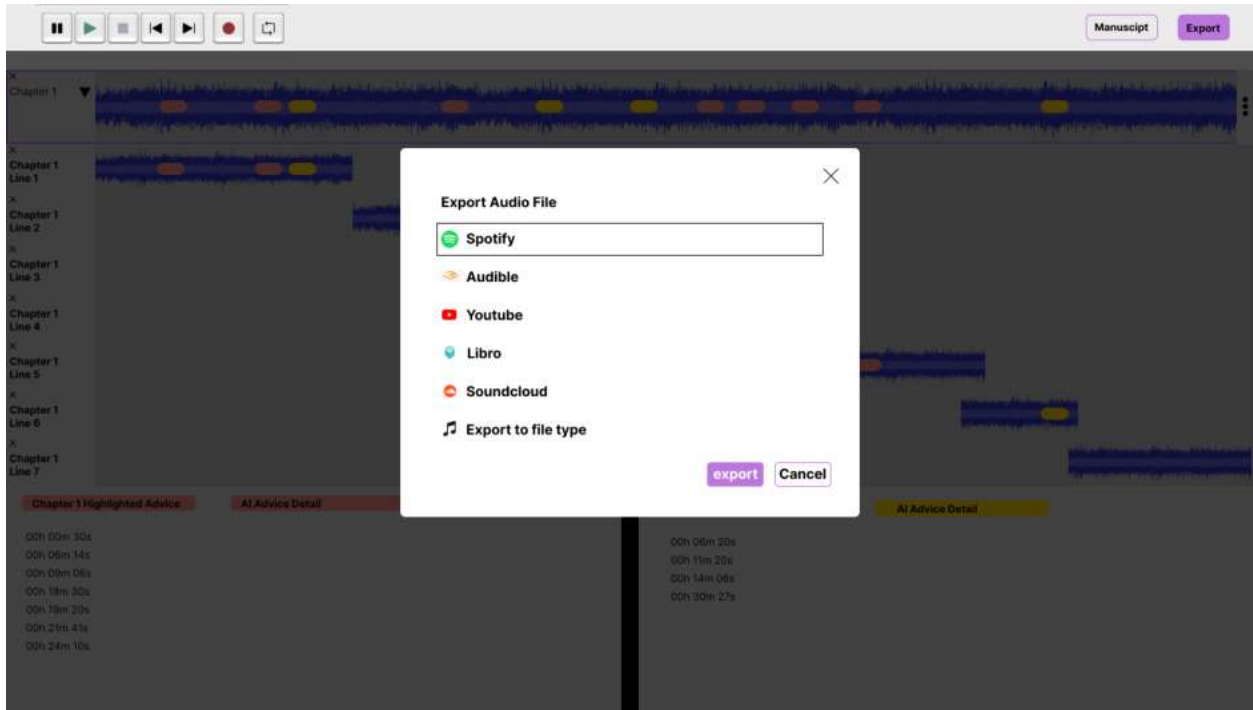 Manuscipt
Export
Chapter 1
Chapter 1
Line 1
Chapter 1
Line 2
Chapter 1
Line 3
Chapter 1
Line 4
Chapter 1
Line 5
Chapter 1
Line 6
Chapter 1
Line 7
Export Audio File
Spotify
Audible
Youtube
Libro
Soundcloud
Export to file type
export
Cancel
Chapter 1 Highlighted Advice
AI Advice Detail
00h 00m 30s
00h 06m 14s
00h 09m 06s
00h 18m 30s
00h 19m 20s
00h 21m 41s
00h 24m 10s
AI Advice Detail
00h 06m 20s
00h 11m 20s
00h 14m 06s
00h 30m 27s